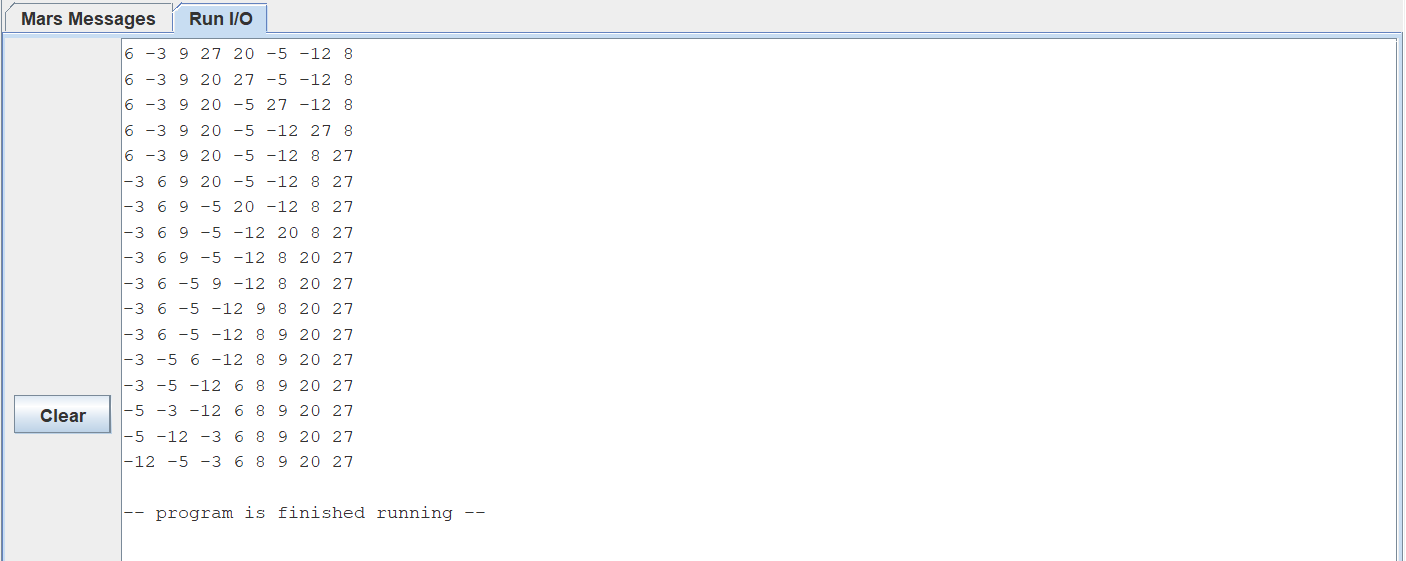 Mars Messages Run I/O
6 -3 9 27 20 -5 -12 8
6 -3 9 20 27 -5 -12 8
6 -3 9 20 -5 27 -12 8
6 -3 9 20 -5 -12 27 8
6 -3 9 20 -5 -12 8 27
-3 6 9 20 -5 -12 8 27
-3 6 9 -5 20 -12 8 27
-3 6 9 -5 -12 20 8 27
-3 6 9 -5 -12 8 20 27
-3 6 -5 9 -12 8 20 27
-3 6 -5 -12 9 8 20 27
-3 6 -5 -12 8 9 20 27
-3 -5 6 -12 8 9 20 27
-3 -5 -12 6 8 9 20 27
-5 -3 -12 6 8 9 20 27
-5 -12 -3 6 8 9 20 27
-12 -5 -3 6 8 9 20 27
-- program is finished running --
Clear